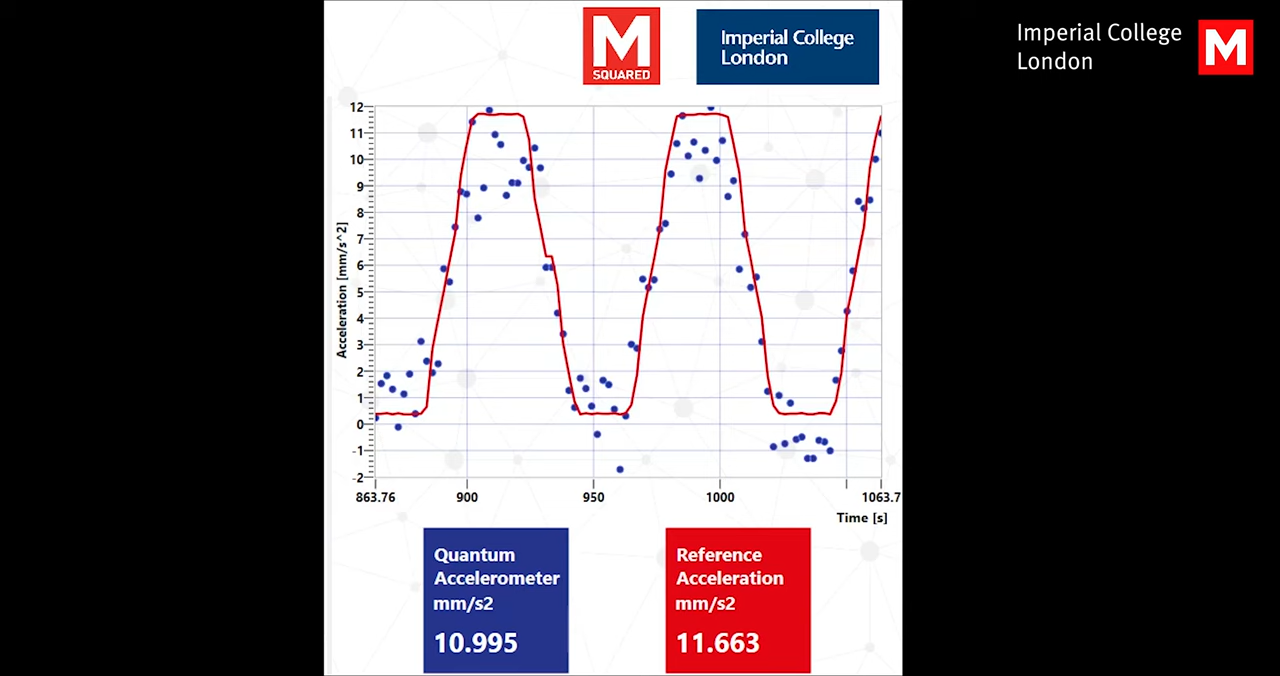 M
SQUARED
Imperial College
London
Imperial College
London
M
Acceleration [mm/s^2]
12
11
10
9
8
7
6
5
4
3
2
1
0
-1
-2
863.76
900
950
1000
1063.7
Time [s]
Quantum
Accelerometer
mm/s2
10.995
Reference
Acceleration
mm/s2
11.663